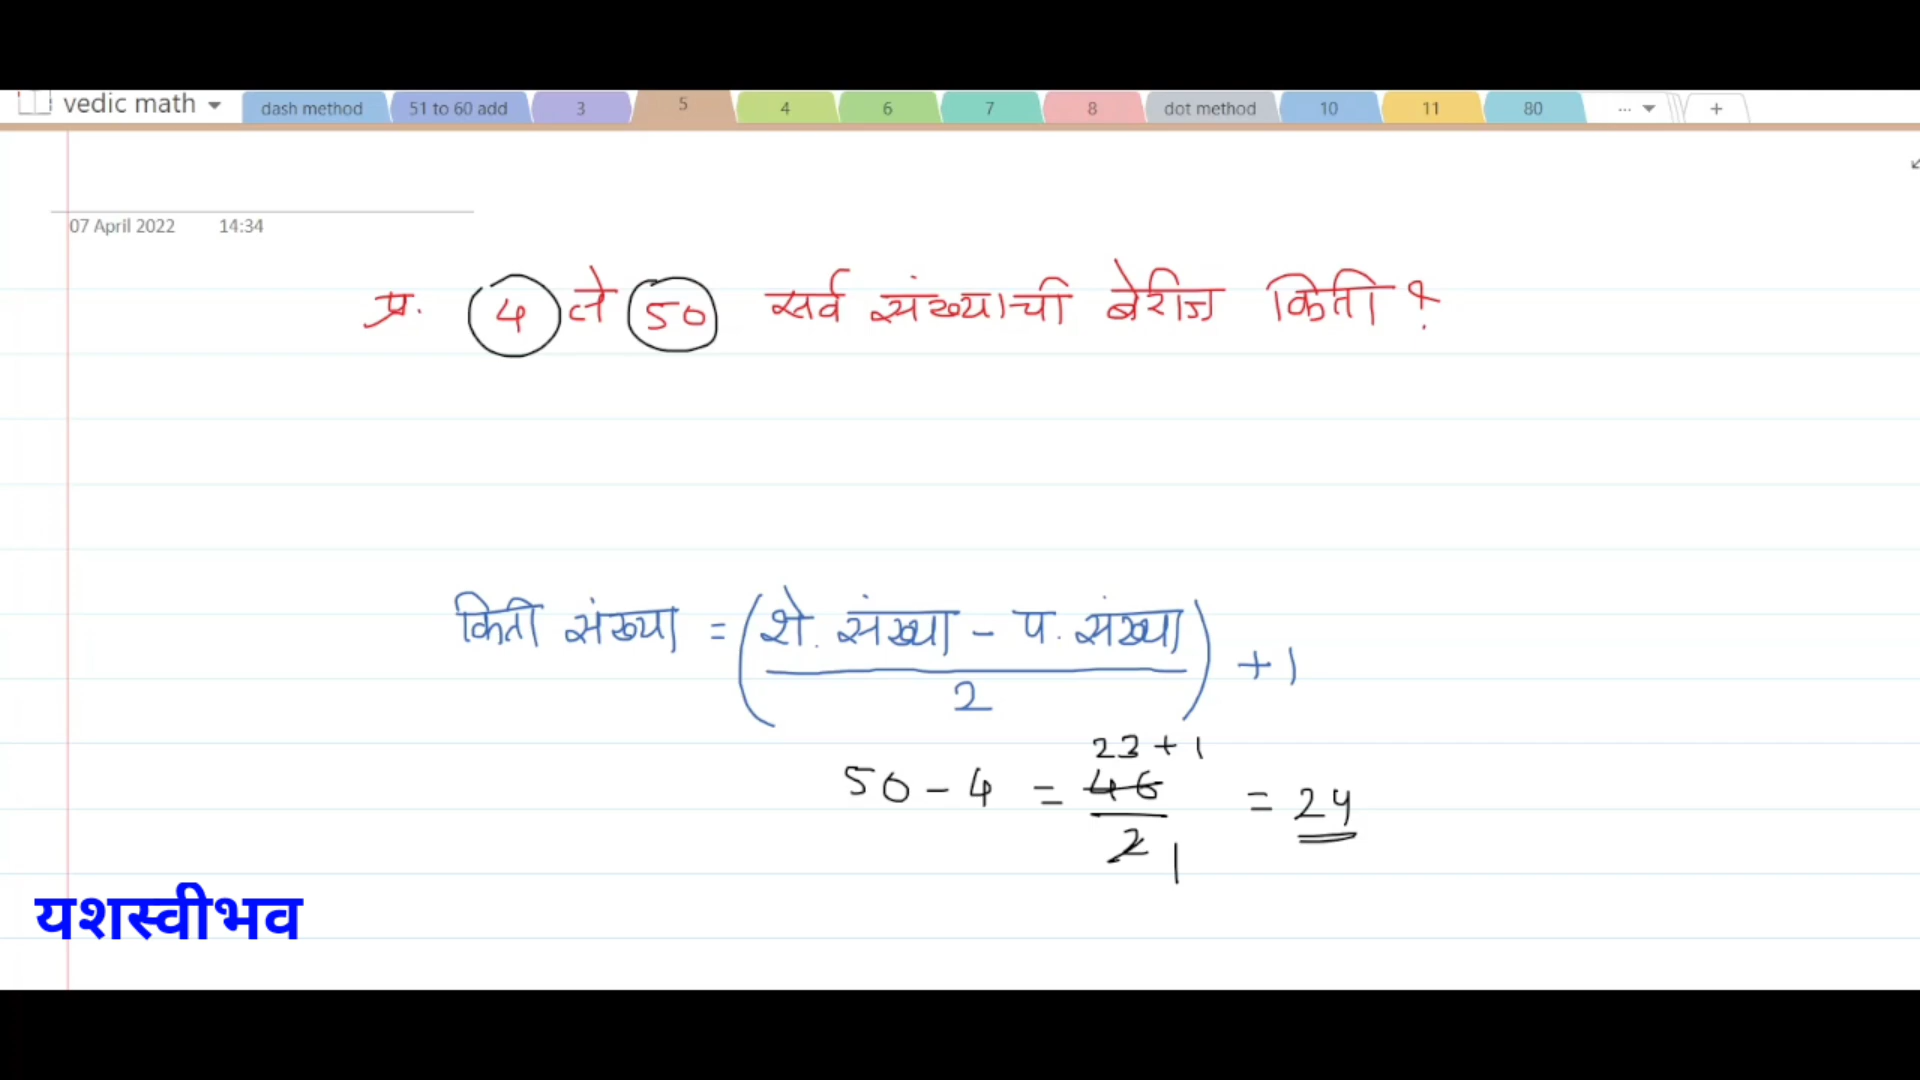 vedic math dash method 51 to 60 add 3 5 4 6 7 8 dot method 10 11 80 ... +
07 April 2022 14:34
प्र. 4 ते 50 सर्व संख्याची बेरीज किती?
किती संख्या = (शे. संख्या - प. संख्या / 2) + 1
23 + 1
50 - 4 = 46 = 24
2 1
यशस्वीभव